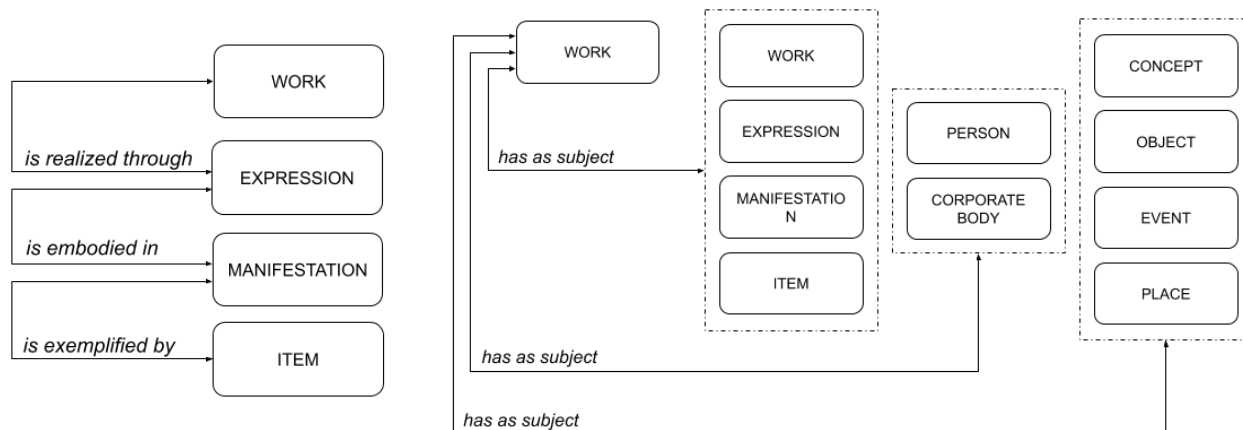 WORK
is realized through
EXPRESSION
is embodied in
MANIFESTATION
is exemplified by
ITEM
WORK
has as subject
has as subject
has as subject
WORK
EXPRESSION
MANIFESTATIO
N
ITEM
PERSON
CORPORATE
BODY
CONCEPT
OBJECT
EVENT
PLACE